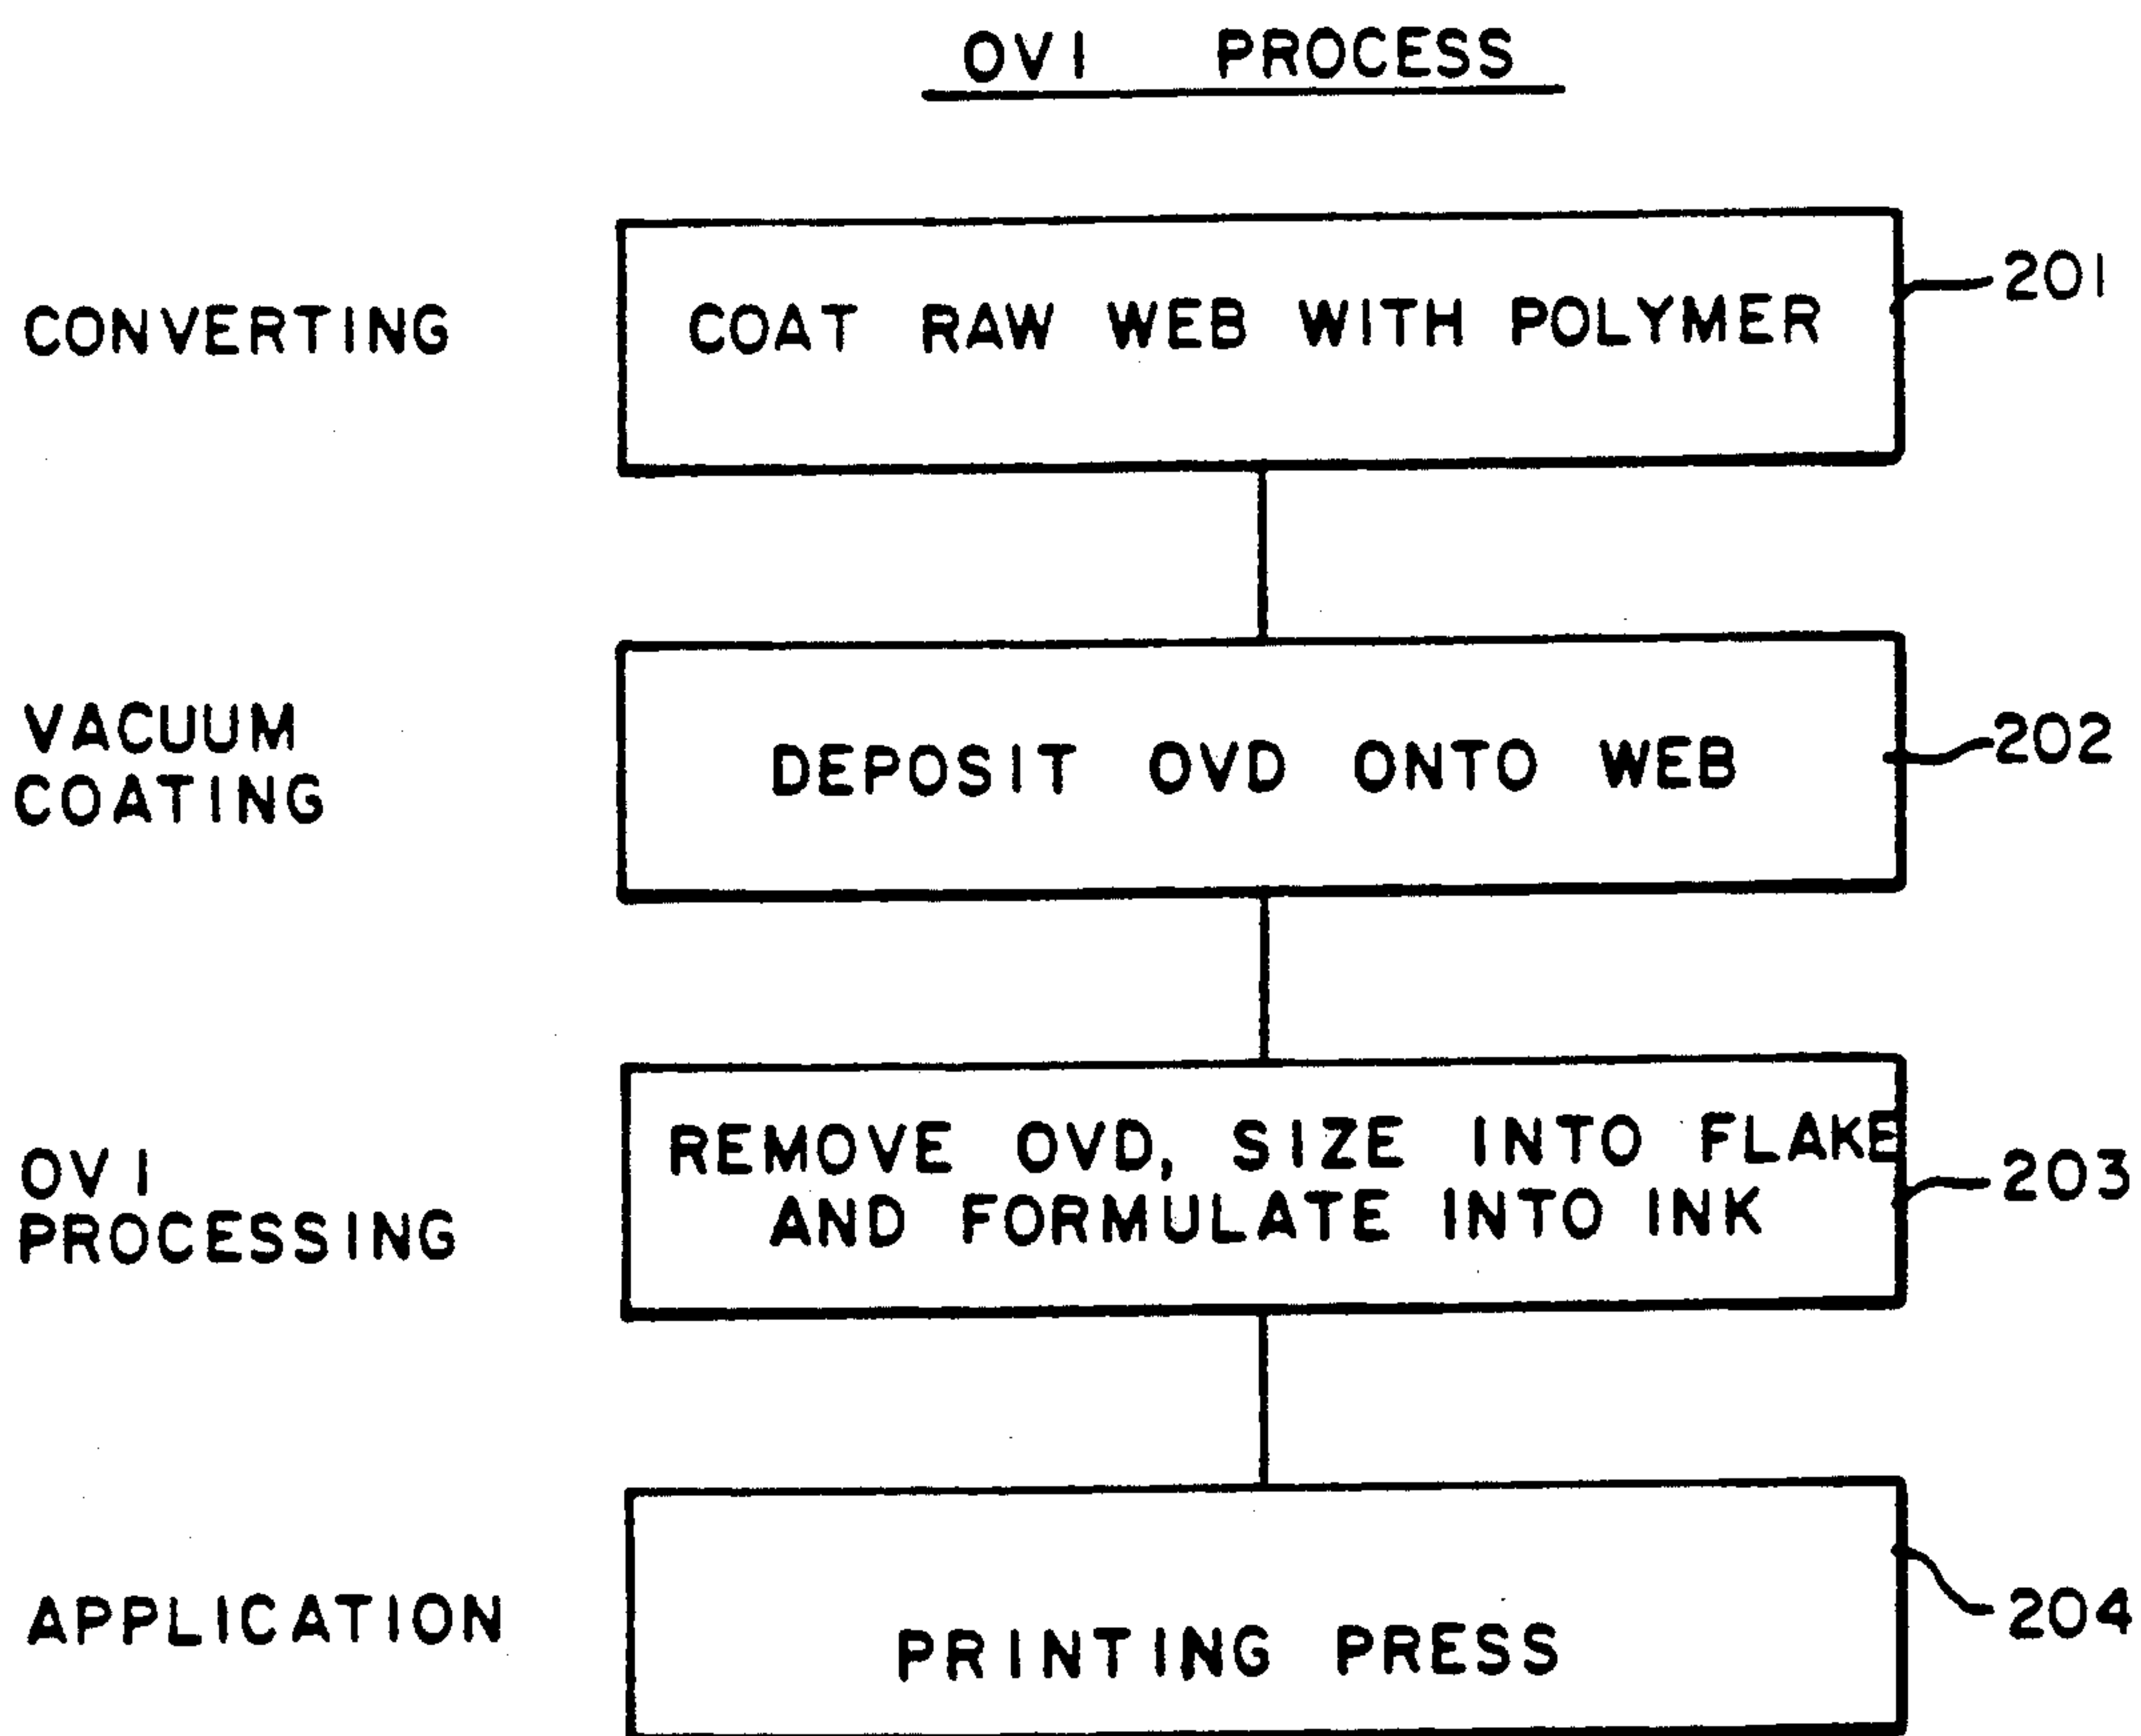 OVI PROCESS
CONVERTING
COAT RAW WEB WITH POLYMER
201
VACUUM
COATING
DEPOSIT OVD ONTO WEB
202
OVI
PROCESSING
REMOVE OVD, SIZE INTO FLAKE
AND FORMULATE INTO INK
203
APPLICATION
PRINTING PRESS
204